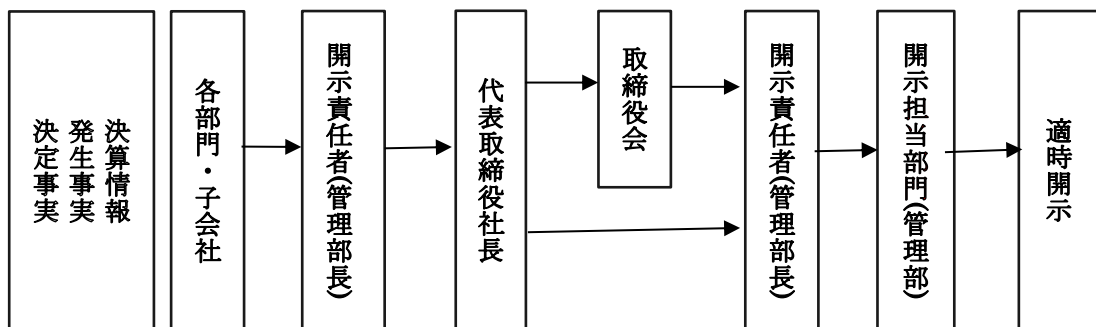 決算情報
発生事実
決定事実
各部門・子会社
開示責任者(管理部長)
代表取締役社長
取締役会
開示責任者(管理部長)
開示担当部門(管理部)
適時開示